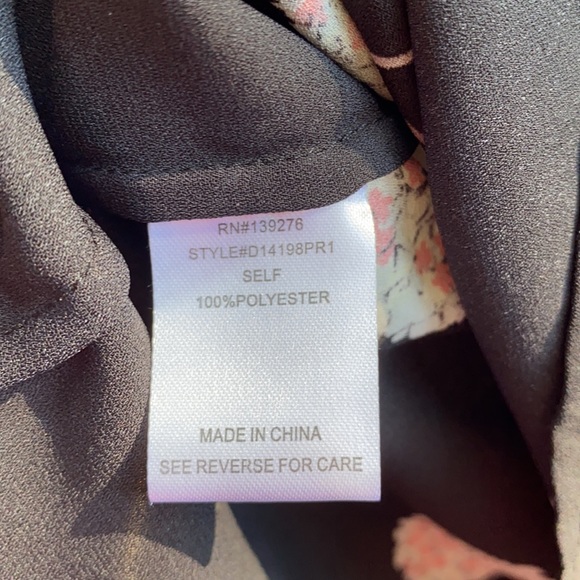 RN#139276
STYLE#D14198PR1
SELF
100%POLYESTER
MADE IN CHINA
SEE REVERSE FOR CARE